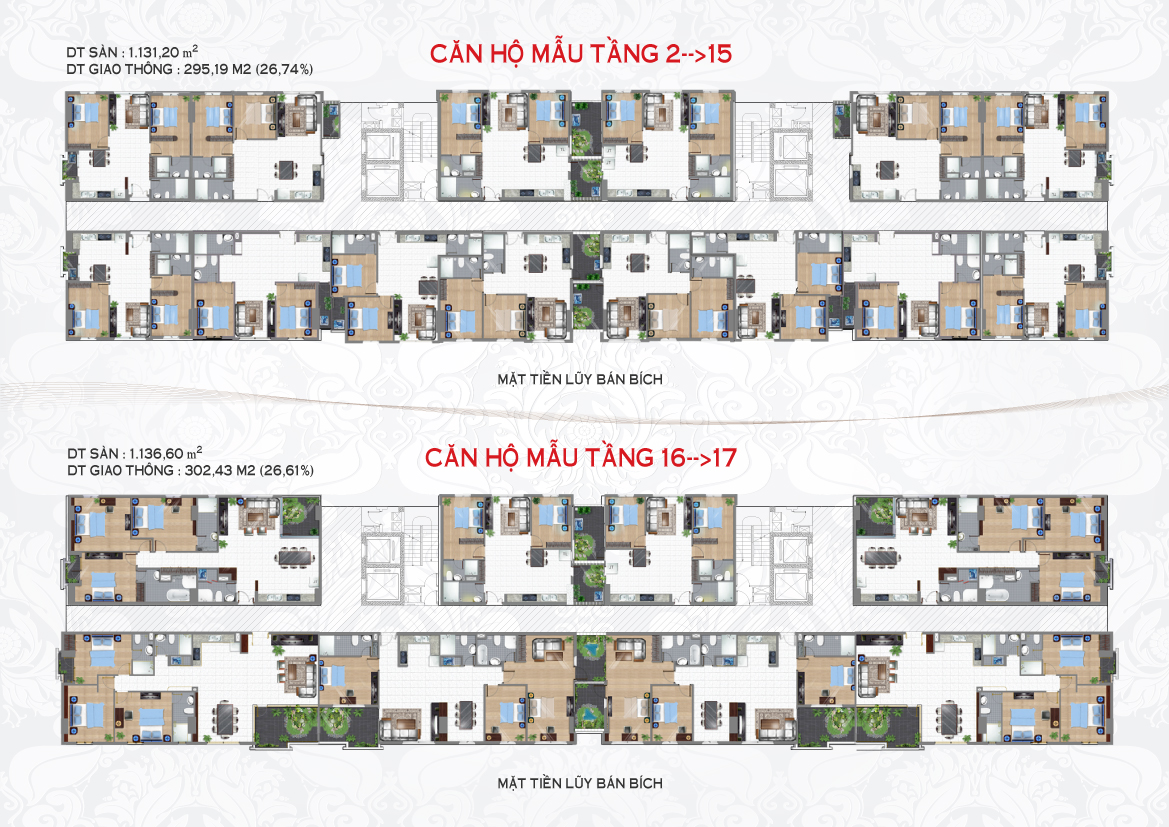 DT SÀN : 1.131,20 m²
DT GIAO THÔNG : 295,19 M2 (26,74%)
CĂN HỘ MẪU TẦNG 2-->15
MẶT TIỀN LŨY BÁN BÍCH
DT SÀN : 1.136,60 m²
DT GIAO THÔNG : 302,43 M2 (26,61%)
CĂN HỘ MẪU TẦNG 16-->17
MẶT TIỀN LŨY BÁN BÍCH